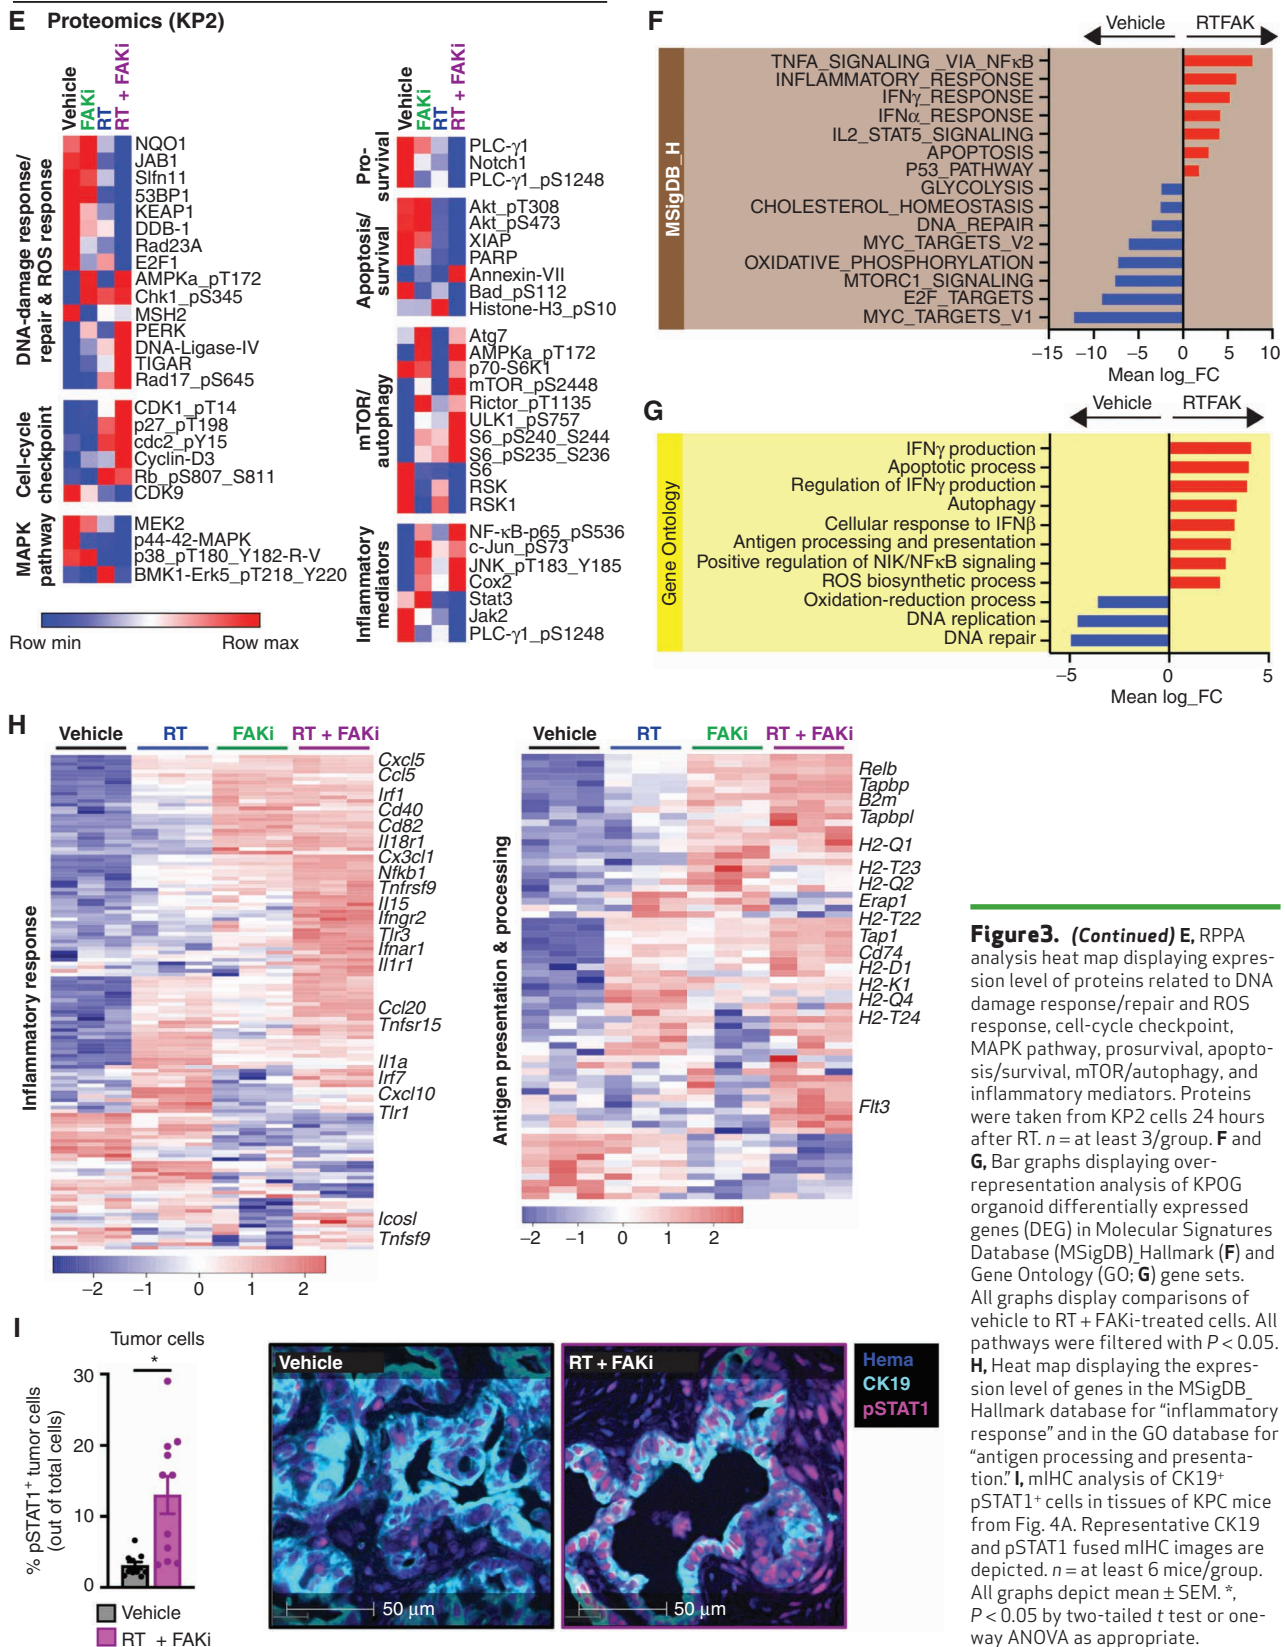 E Proteomics (KP2)
Vehicle
FAKi
RT
RT + FAKi
DNA-damage response/
repair & ROS response
NQO1
JAB1
Slfn11
53BP1
KEAP1
DDB-1
Rad23A
E2F1
AMPKa_pT172
Chk1_pS345
MSH2
PERK
DNA-Ligase-IV
TIGAR
Rad17_pS645
Cell-cycle
checkpoint
CDK1_pT14
p27_pT198
cdc2_pY15
Cyclin-D3
Rb_pS807_S811
CDK9
MAPK
pathway
MEK2
p44-42-MAPK
p38_pT180_Y182-R-V
BMK1-Erk5_pT218_Y220
Row min
Row max
Vehicle
FAKi
RT
RT + FAKi
Pro-
survival
PLC-γ1
Notch1
PLC-γ1_pS1248
Apoptosis/
survival
Akt_pT308
Akt_pS473
XIAP
PARP
Annexin-VII
Bad_pS112
Histone-H3_pS10
mTOR/
autophagy
Atg7
AMPKa_pT172
p70-S6K1
mTOR_pS2448
Rictor_pT1135
ULK1_pS757
S6_pS240_S244
S6_pS235_S236
S6
RSK
RSK1
Inflammatory
mediators
NF-κB-p65_pS536
c-Jun_pS73
JNK_pT183_Y185
Cox2
Stat3
Jak2
PLC-γ1_pS1248
F
Vehicle
RTFAK
MSigDB_H
TNFA_SIGNALING _VIA_NFκB
INFLAMMATORY_RESPONSE
IFNγ_RESPONSE
IFNα_RESPONSE
IL2_STAT5_SIGNALING
APOPTOSIS
P53_PATHWAY
GLYCOLYSIS
CHOLESTEROL_HOMEOSTASIS
DNA_REPAIR
MYC_TARGETS_V2
OXIDATIVE_PHOSPHORYLATION
MTORC1_SIGNALING
E2F_TARGETS
MYC_TARGETS_V1
−15 −10 −5 0 5 10
Mean log_FC
G
Vehicle
RTFAK
Gene Ontology
IFNγ production
Apoptotic process
Regulation of IFNγ production
Autophagy
Cellular response to IFNβ
Antigen processing and presentation
Positive regulation of NIK/NFκB signaling
ROS biosynthetic process
Oxidation-reduction process
DNA replication
DNA repair
−5 0 5
Mean log_FC
H
Vehicle RT FAKi RT + FAKi
Inflammatory response
Cxcl5
Ccl5
Irf1
Cd40
Cd82
Il18r1
Cx3cl1
Nfkb1
Tnfrsf9
Il15
Ifngr2
Tlr3
Ifnar1
Il1r1
Ccl20
Tnfsr15
Il1a
Irf7
Cxcl10
Tlr1
Icosl
Tnfsf9
−2 −1 0 1 2
Vehicle RT FAKi RT + FAKi
Antigen presentation & processing
Relb
Tapbp
B2m
Tapbpl
H2-Q1
H2-T23
H2-Q2
Erap1
H2-T22
Tap1
Cd74
H2-D1
H2-K1
H2-Q4
H2-T24
Flt3
−2 −1 0 1 2
I
Tumor cells
*
% pSTAT1+ tumor cells
(out of total cells)
30
20
10
0
Vehicle
RT + FAKi
Vehicle
50 μm
RT + FAKi
50 μm
Hema
CK19
pSTAT1
Figure3. (Continued) E, RPPA
analysis heat map displaying expres-
sion level of proteins related to DNA
damage response/repair and ROS
response, cell-cycle checkpoint,
MAPK pathway, prosurvival, apopto-
sis/survival, mTOR/autophagy, and
inflammatory mediators. Proteins
were taken from KP2 cells 24 hours
after RT. n = at least 3/group. F and
G, Bar graphs displaying over-
representation analysis of KPOG
organoid differentially expressed
genes (DEG) in Molecular Signatures
Database (MSigDB)_Hallmark (F) and
Gene Ontology (GO; G) gene sets.
All graphs display comparisons of
vehicle to RT + FAKi-treated cells. All
pathways were filtered with P < 0.05.
H, Heat map displaying the expres-
sion level of genes in the MSigDB_
Hallmark database for “inflammatory
response” and in the GO database for
“antigen processing and presenta-
tion.” I, mIHC analysis of CK19+
pSTAT1+ cells in tissues of KPC mice
from Fig. 4A. Representative CK19
and pSTAT1 fused mIHC images are
depicted. n = at least 6 mice/group.
All graphs depict mean ± SEM. *,
P < 0.05 by two-tailed t test or one-
way ANOVA as appropriate.